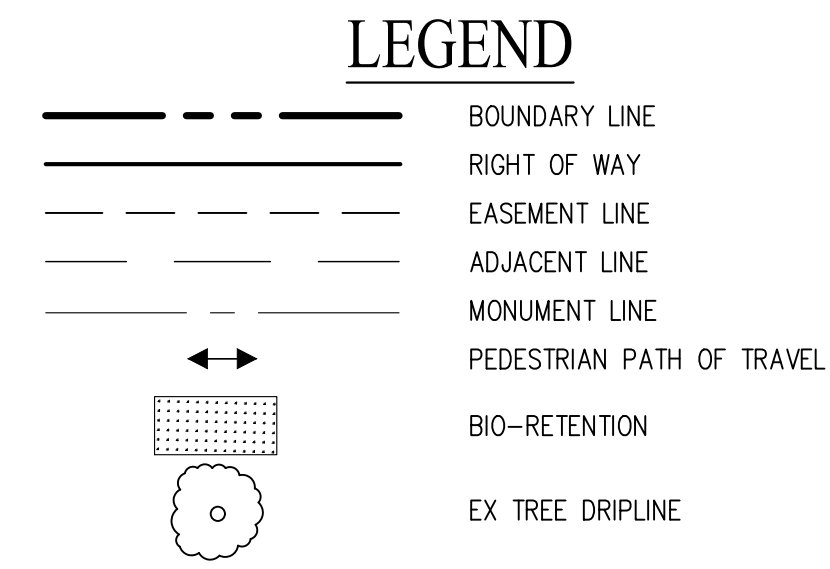 LEGEND
BOUNDARY LINE
RIGHT OF WAY
EASEMENT LINE
ADJACENT LINE
MONUMENT LINE
PEDESTRIAN PATH OF TRAVEL
BIO-RETENTION
EX TREE DRIPLINE